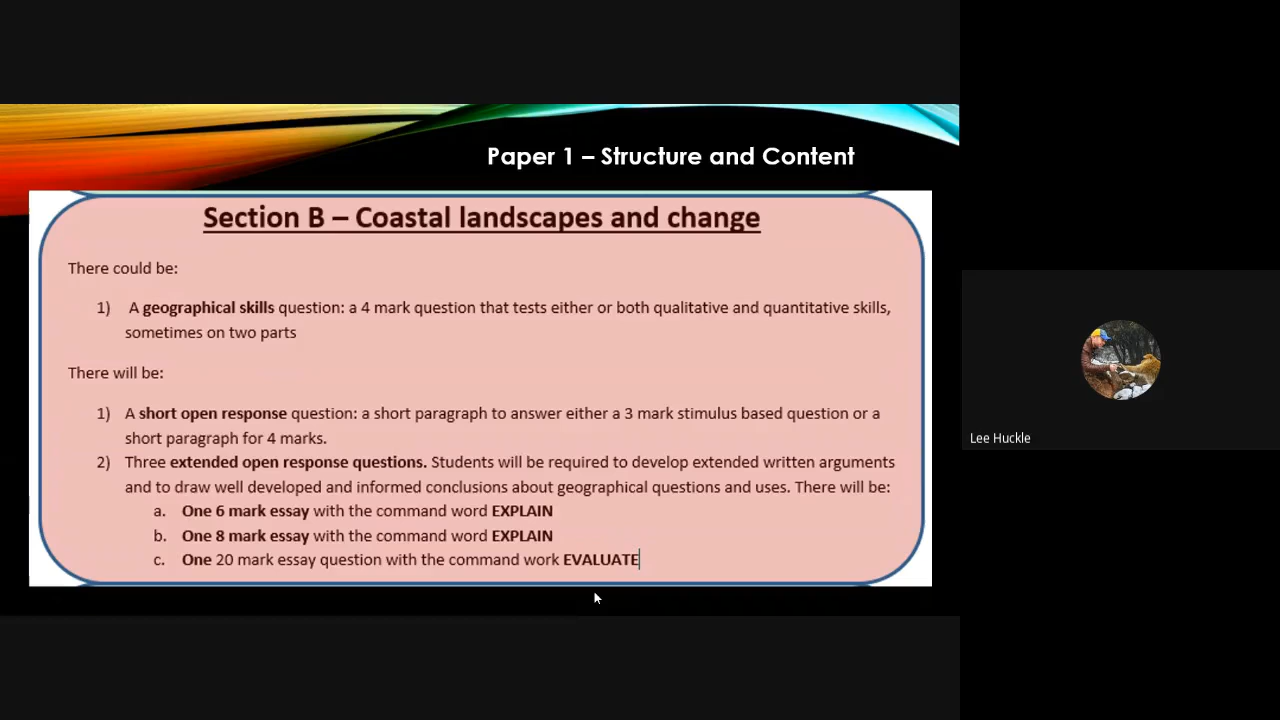 Paper 1 – Structure and Content
Section B – Coastal landscapes and change
There could be:
1) A geographical skills question: a 4 mark question that tests either or both qualitative and quantitative skills,
sometimes on two parts
There will be:
1) A short open response question: a short paragraph to answer either a 3 mark stimulus based question or a
short paragraph for 4 marks.
2) Three extended open response questions. Students will be required to develop extended written arguments
and to draw well developed and informed conclusions about geographical questions and uses. There will be:
a. One 6 mark essay with the command word EXPLAIN
b. One 8 mark essay with the command word EXPLAIN
c. One 20 mark essay question with the command work EVALUATE
Lee Huckle